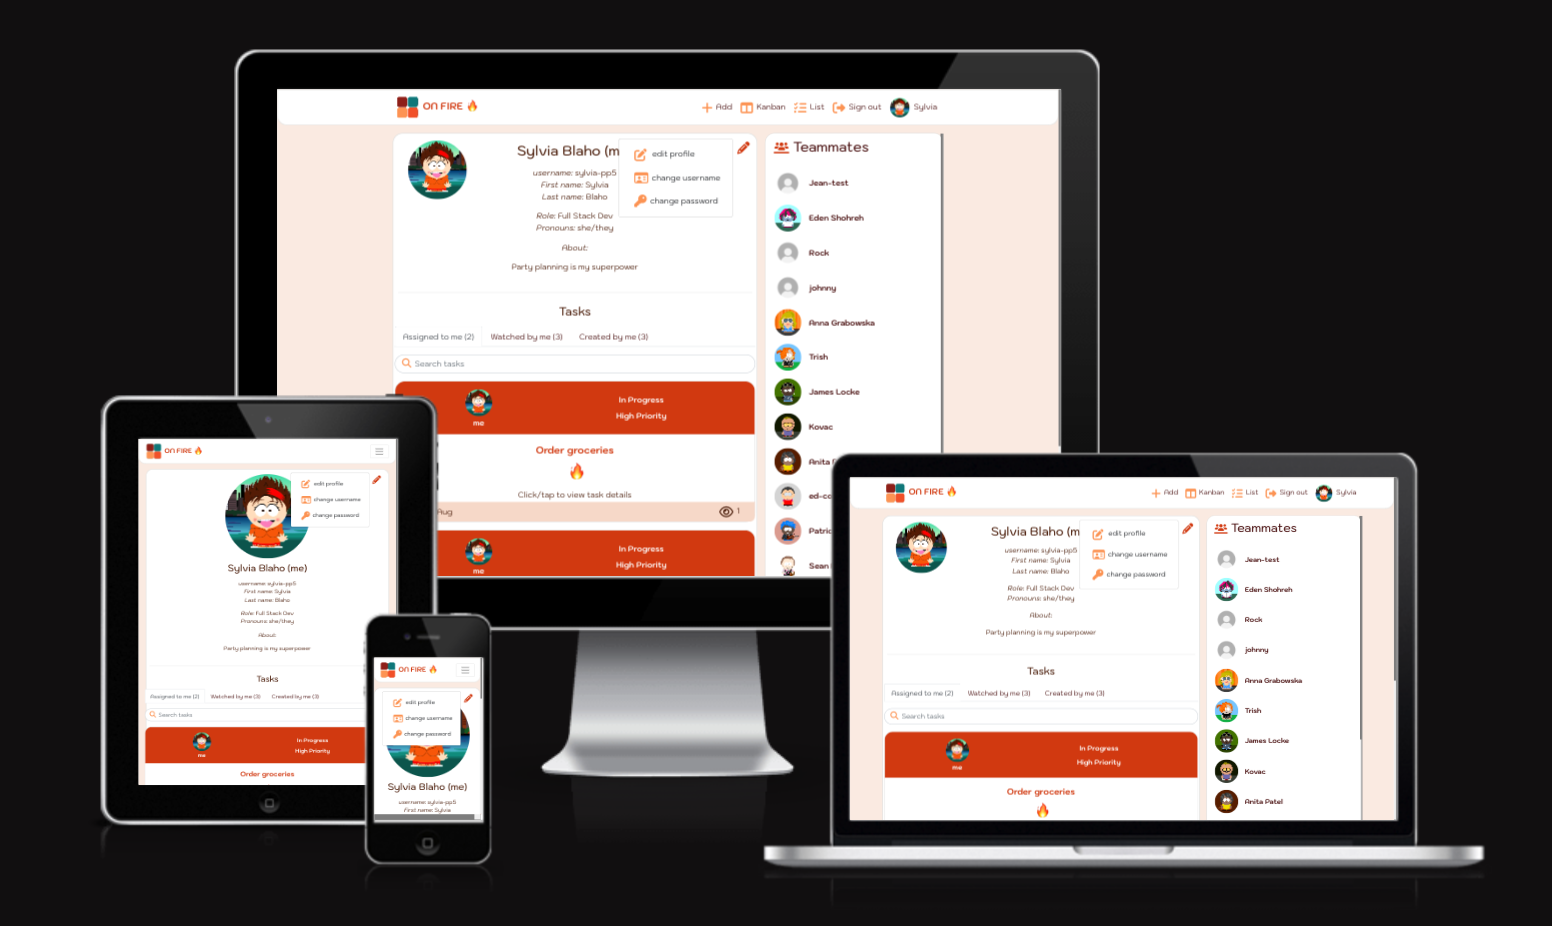 ON FIRE
Add Kanban List Sign out Sylvia
Sylvia Blaho (m
username: sylvia-pp5
First name: Sylvia
Last name: Blaho
Role: Full Stack Dev
Pronouns: she/they
About:
Party planning is my superpower
edit profile
change username
change password
Tasks
Assigned to me (2) Watched by me (3) Created by me (3)
Search tasks
In Progress
High Priority
me
Order groceries
Click/tap to view task details
Aug 1
In Progress
High Priority
me
Teammates
Jean-test
Eden Shohreh
Rock
johnny
Anna Grabowska
Trish
James Locke
Kovac
Anita
ed-co
Patric
Sean
ON FIRE
edit profile
change username
change password
Sylvia Blaho (me)
username: sylvia-pp5
First name: Sylvia
Last name: Blaho
Role: Full Stack Dev
Pronouns: she/they
About:
Party planning is my superpower
Tasks
Assigned to me (2) Watched by me (3) Created by me (3)
Search tasks
In Progress
High Priority
me
Order groceries
ON FIRE
edit profile
change username
change password
Sylvia Blaho (me)
username: sylvia-pp5
First name: Sylvia
ON FIRE
Add Kanban List Sign out Sylvia
Sylvia Blaho (m
username: sylvia-pp5
First name: Sylvia
Last name: Blaho
Role: Full Stack Dev
Pronouns: she/they
About:
Party planning is my superpower
edit profile
change username
change password
Tasks
Assigned to me (2) Watched by me (3) Created by me (3)
Search tasks
In Progress
High Priority
me
Order groceries
Teammates
Jean-test
Eden Shohreh
Rock
johnny
Anna Grabowska
Trish
James Locke
Kovac
Anita Patel